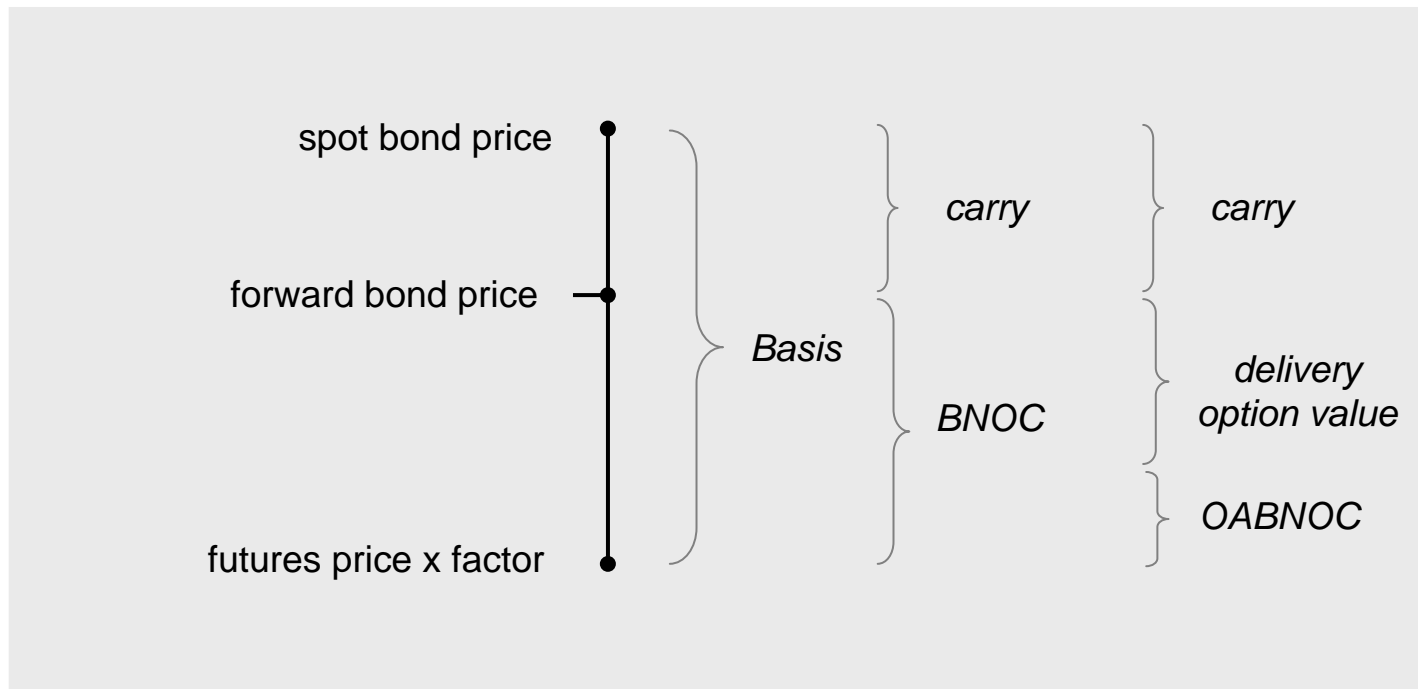 spot bond price
carry
carry
forward bond price
Basis
delivery
option value
BNOC
OABNOC
futures price x factor